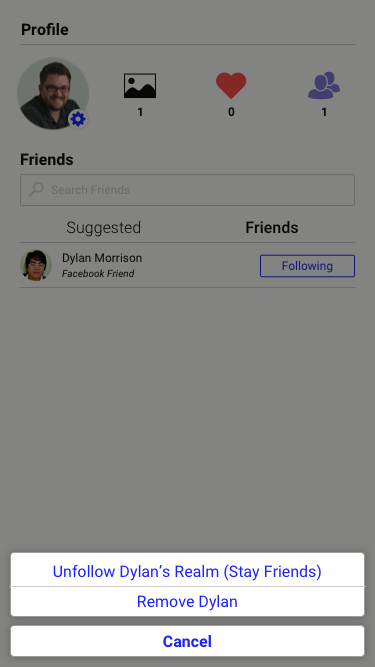 Profile
1
0
1
Friends
Search Friends
Suggested
Friends
Dylan Morrison
Facebook Friend
Following
Unfollow Dylan’s Realm (Stay Friends)
Remove Dylan
Cancel